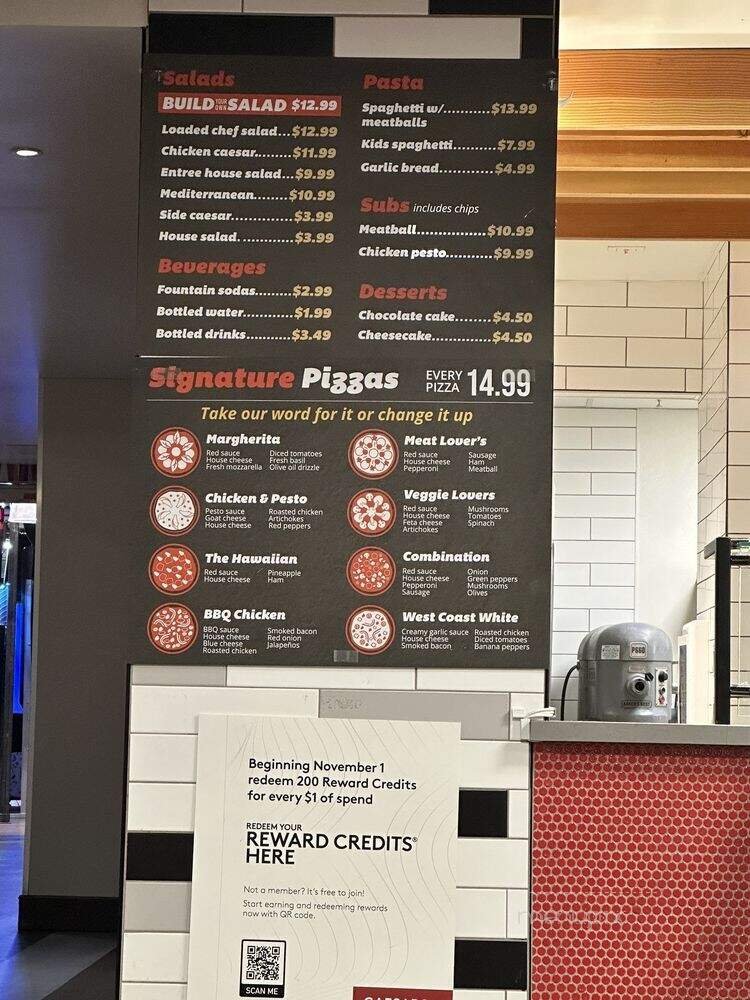 Salads
BUILD YOUR OWN SALAD $12.99
Loaded chef salad...$12.99
Chicken caesar........$11.99
Entree house salad...$9.99
Mediterranean.......$10.99
Side caesar.............$3.99
House salad. ............$3.99
Beverages
Fountain sodas........$2.99
Bottled water..........$1.99
Bottled drinks.........$3.49
Pasta
Spaghetti w/..........$13.99
meatballs
Kids spaghetti.........$7.99
Garlic bread...........$4.99
Subs includes chips
Meatball...............$10.99
Chicken pesto..........$9.99
Desserts
Chocolate cake........$4.50
Cheesecake.............$4.50
Signature Pizzas EVERY PIZZA 14.99
Take our word for it or change it up
Margherita
Red sauce Diced tomatoes
House cheese Fresh basil
Fresh mozzarella Olive oil drizzle
Chicken & Pesto
Pesto sauce Roasted chicken
Goat cheese Artichokes
House cheese Red peppers
The Hawaiian
Red sauce Pineapple
House cheese Ham
BBQ Chicken
BBQ sauce Smoked bacon
House cheese Red onion
Blue cheese Jalapeños
Roasted chicken
Meat Lover's
Red sauce Sausage
House cheese Ham
Pepperoni Meatball
Veggie Lovers
Red sauce Mushrooms
House cheese Tomatoes
Feta cheese Spinach
Artichokes
Combination
Red sauce Onion
House cheese Green peppers
Pepperoni Mushrooms
Sausage Olives
West Coast White
Creamy garlic sauce Roasted chicken
House cheese Diced tomatoes
Smoked bacon Banana peppers
P660
Beginning November 1
redeem 200 Reward Credits
for every $1 of spend
REDEEM YOUR
REWARD CREDITS®
HERE
Not a member? It's free to join!
Start earning and redeeming rewards
now with QR code.
SCAN ME